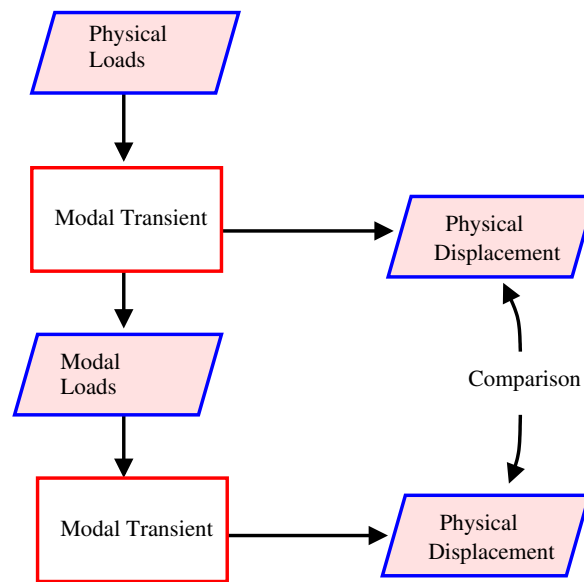 Physical
Loads
Modal Transient
Physical
Displacement
Modal
Loads
Comparison
Modal Transient
Physical
Displacement